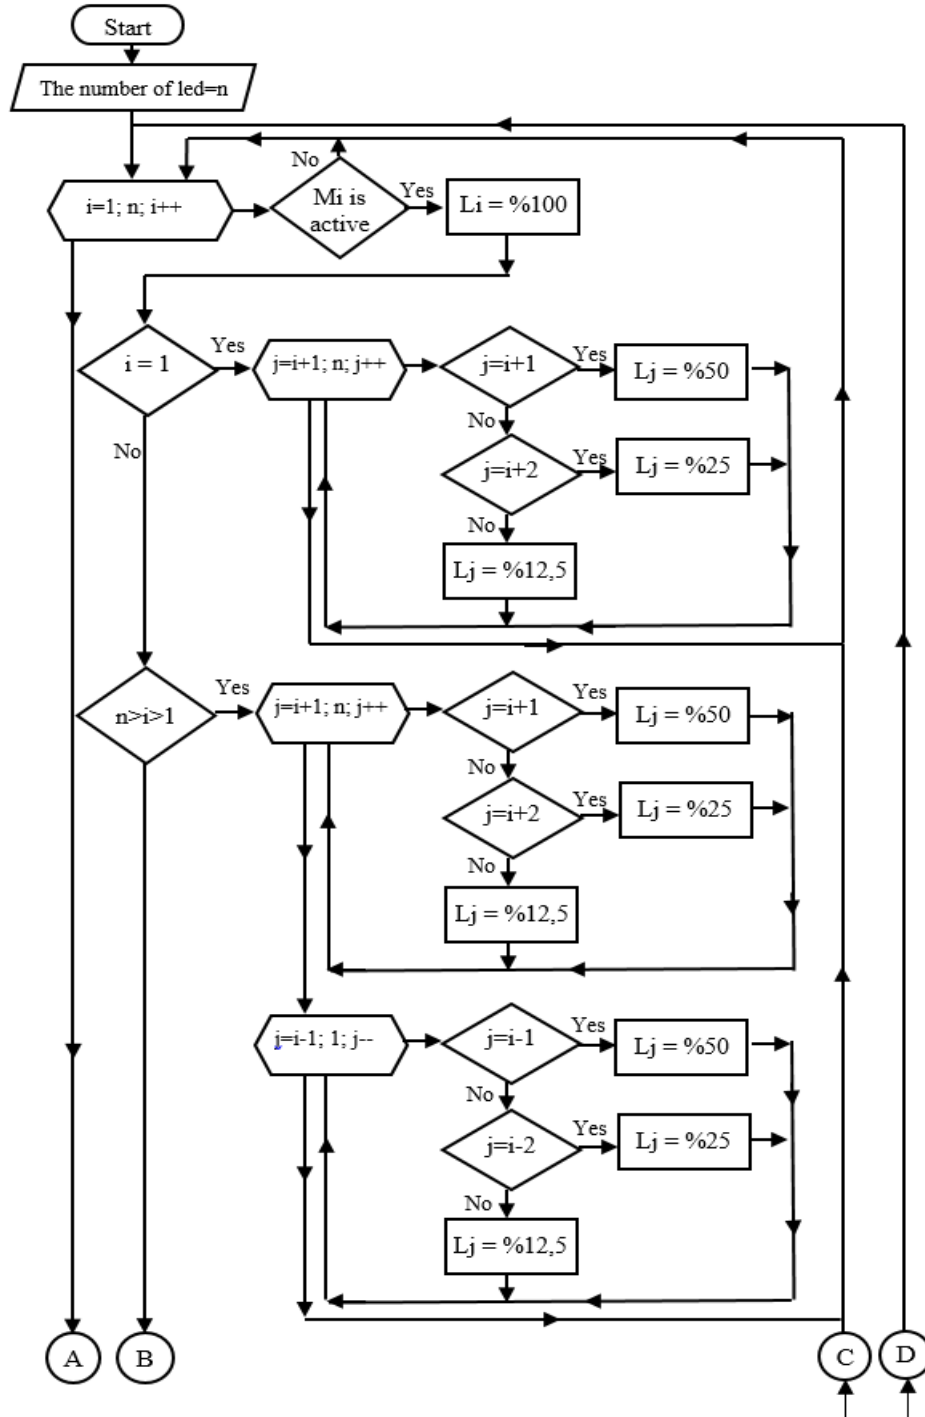 Start
The number of led=n
No
Mi is
active
Yes
Li = %100
i=1; n; i++
i = 1
Yes
j=i+1; n; j++
j=i+1
Yes
Lj = %50
No
No
j=i+2
Yes
Lj = %25
No
Lj = %12,5
n>i>1
Yes
j=i+1; n; j++
j=i+1
Yes
Lj = %50
No
j=i+2
Yes
Lj = %25
No
Lj = %12,5
j=i-1; 1; j--
j=i-1
Yes
Lj = %50
No
j=i-2
Yes
Lj = %25
No
Lj = %12,5
A
B
C
D